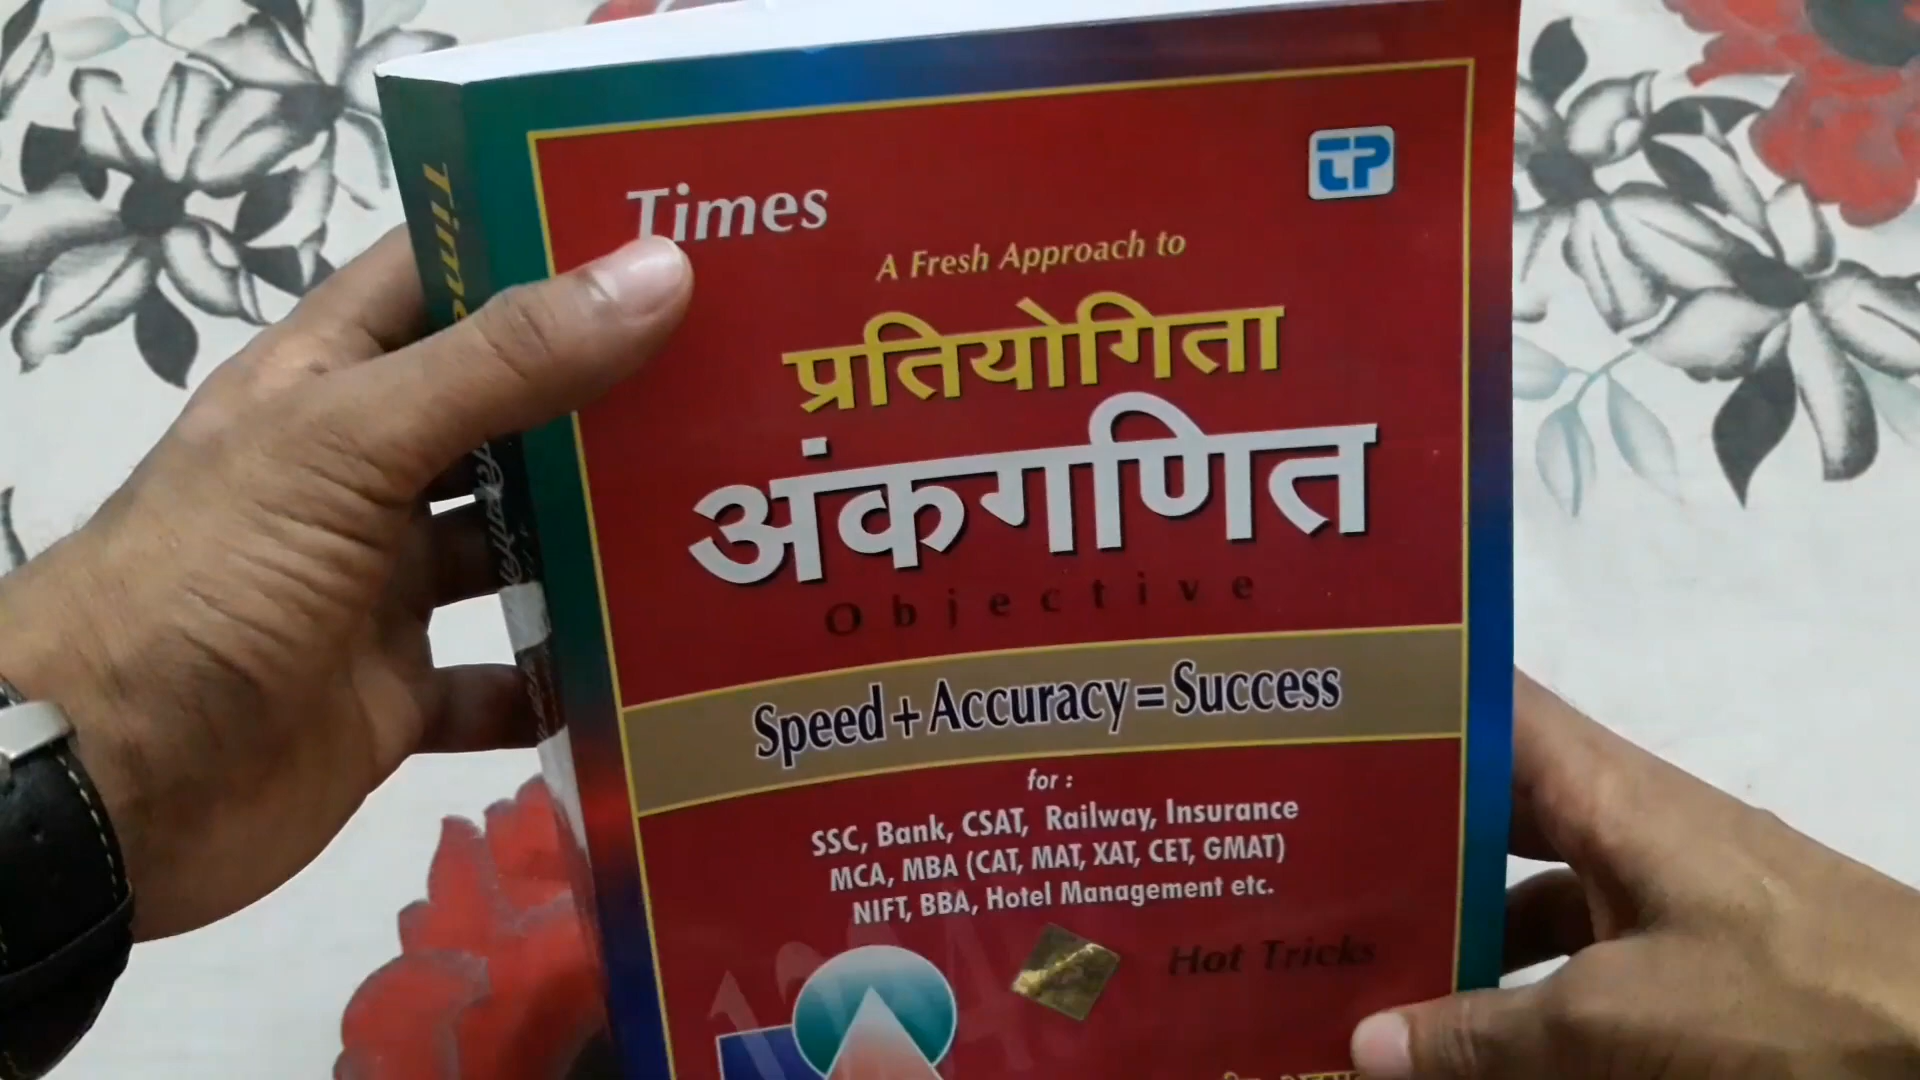 Times
TP
A Fresh Approach to
प्रतियोगिता
अंकगणित
Objective
Speed + Accuracy = Success
for :
SSC, Bank, CSAT, Railway, Insurance
MCA, MBA (CAT, MAT, XAT, CET, GMAT)
NIFT, BBA, Hotel Management etc.
Hot Tricks